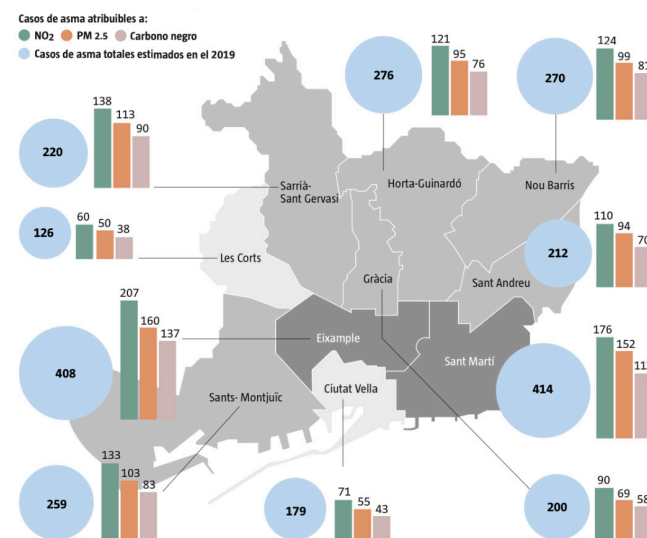 Casos de asma atribuibles a:
NO2 PM 2.5 Carbono negro
Casos de asma totales estimados en el 2019
276
121
95
76
270
124
99
81
220
138
113
90
Sarrià-
Sant Gervasi
Horta-Guinardó
Nou Barris
126
60
50
38
Les Corts
Gràcia
Sant Andreu
212
110
94
70
408
207
160
137
Eixample
Sant Martí
414
176
152
Sants- Montjuïc
Ciutat Vella
259
133
103
83
179
71
55
43
200
90
69
58